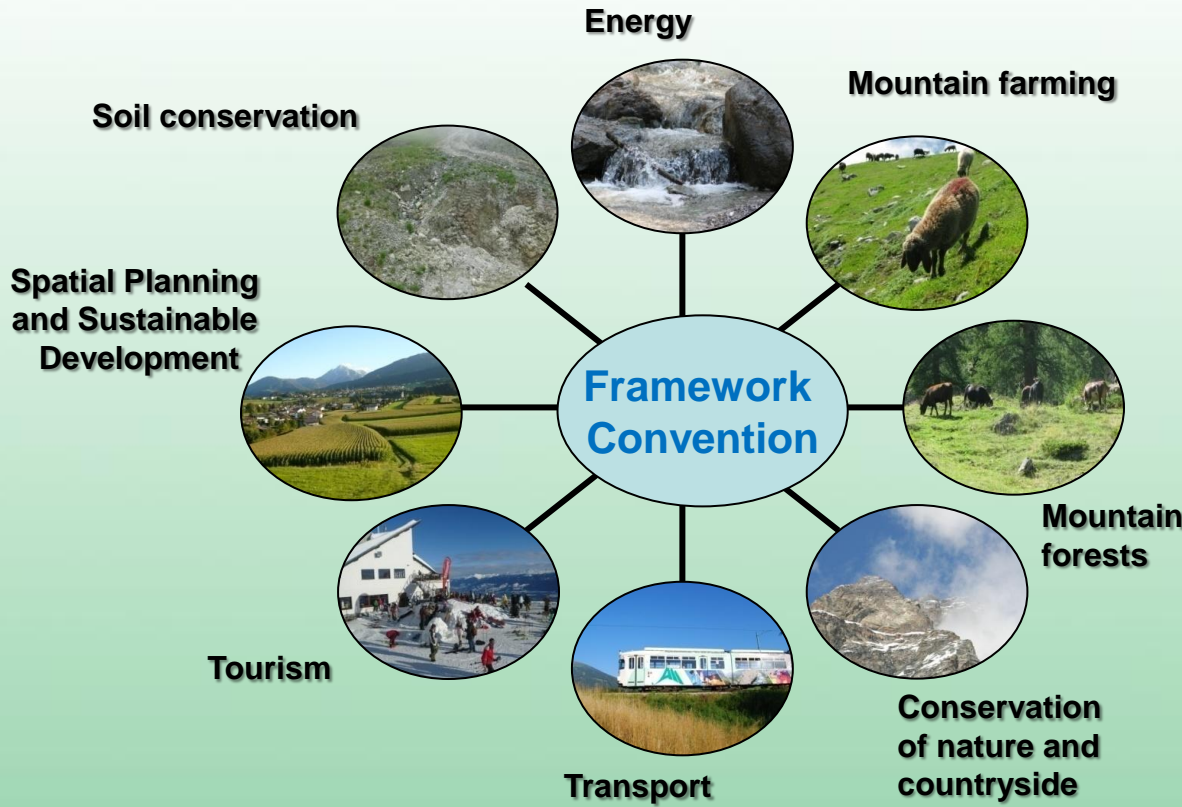 Energy
Mountain farming
Soil conservation
Spatial Planning
and Sustainable
Development
Framework
Convention
Mountain
forests
Tourism
Conservation
of nature and
countryside
Transport